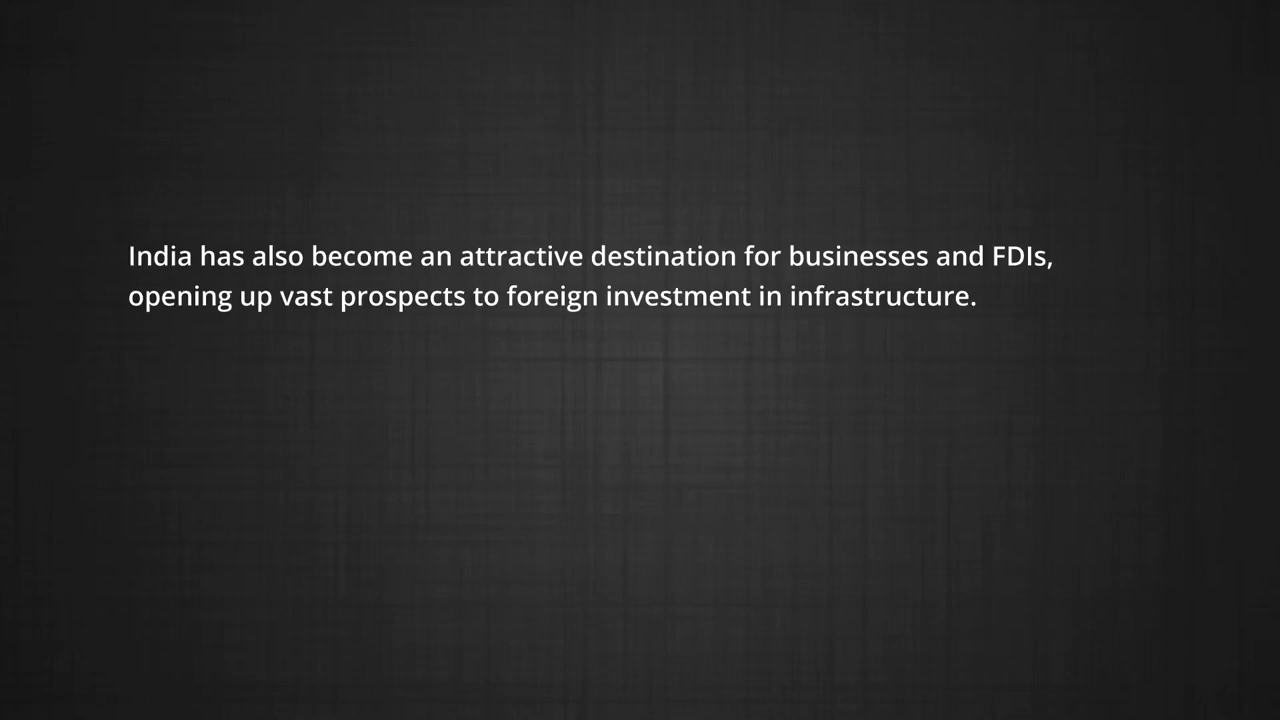 India has also become an attractive destination for businesses and FDIs,
opening up vast prospects to foreign investment in infrastructure.